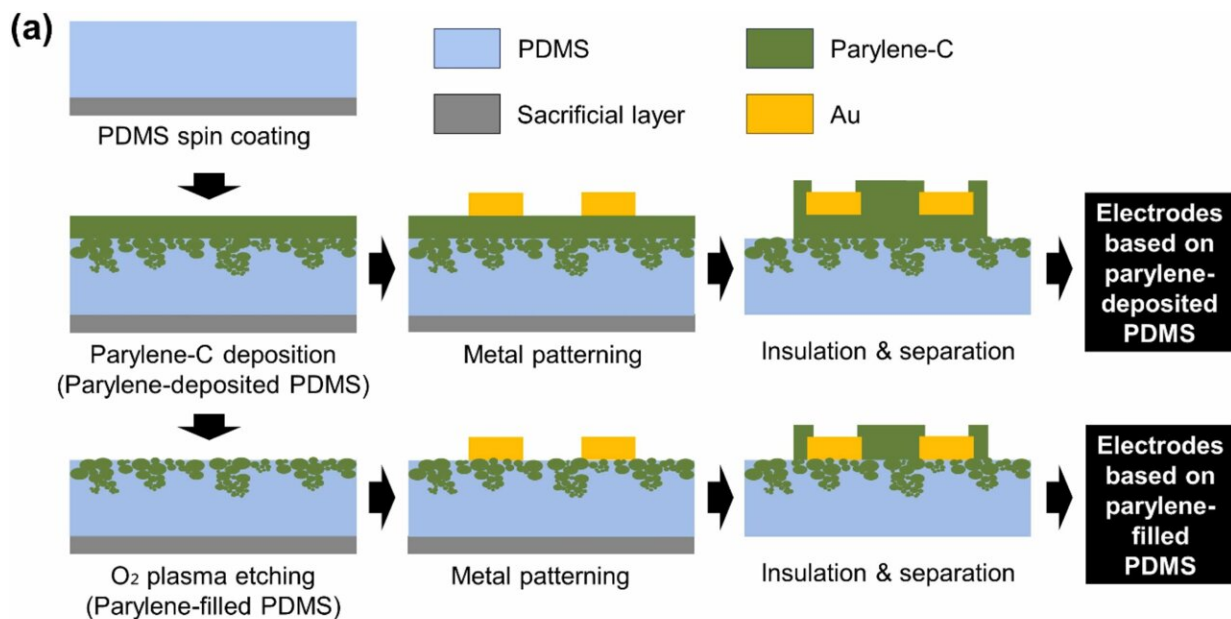 (a)
PDMS
Parylene-C
Sacrificial layer
Au
PDMS spin coating
Parylene-C deposition
(Parylene-deposited PDMS)
Metal patterning
Insulation & separation
Electrodes
based on
parylene-
deposited
PDMS
O₂ plasma etching
(Parylene-filled PDMS)
Metal patterning
Insulation & separation
Electrodes
based on
parylene-
filled
PDMS